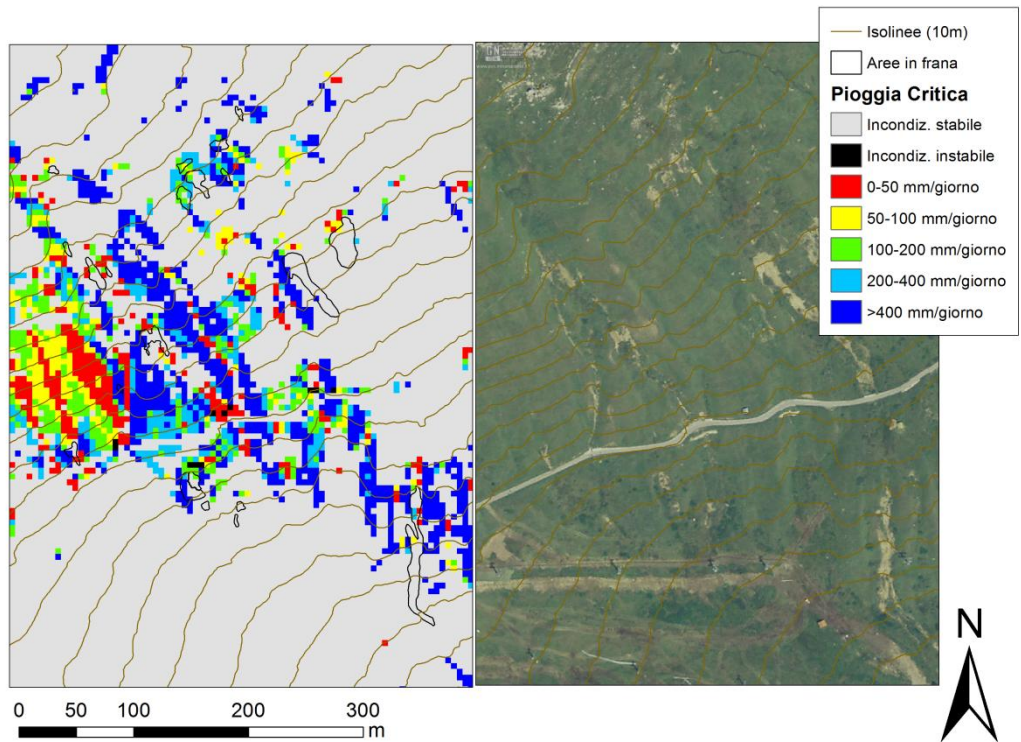 Isolinee (10m)
Aree in frana
Pioggia Critica
Incondiz. stabile
Incondiz. instabile
0-50 mm/giorno
50-100 mm/giorno
100-200 mm/giorno
200-400 mm/giorno
>400 mm/giorno
N
0 50 100 200 300
m